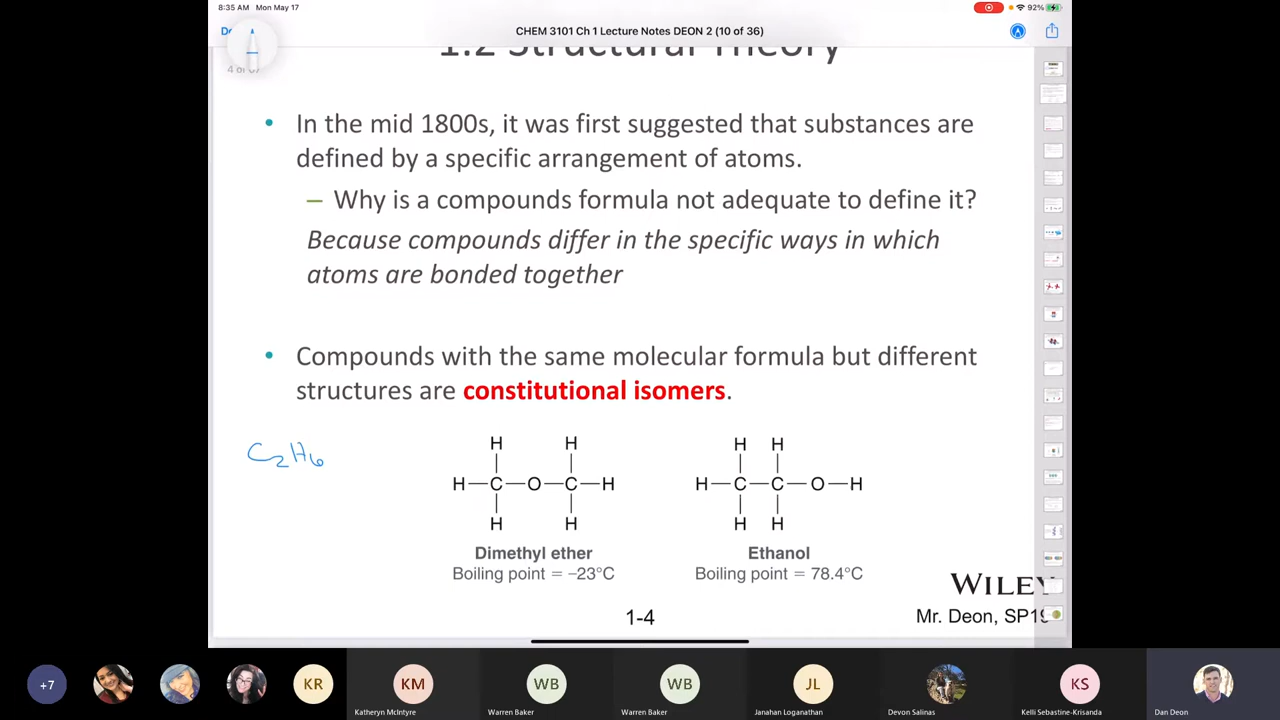 8:35 AM Mon May 17
92%
CHEM 3101 Ch 1 Lecture Notes DEON 2 (10 of 36)
1.2 Structural Theory
• In the mid 1800s, it was first suggested that substances are
defined by a specific arrangement of atoms.
– Why is a compounds formula not adequate to define it?
Because compounds differ in the specific ways in which
atoms are bonded together
• Compounds with the same molecular formula but different
structures are constitutional isomers.
C2H6
H H H H
H—C—O—C—H H—C—C—O—H
H H H H
Dimethyl ether Ethanol
Boiling point = –23°C Boiling point = 78.4°C
WILEY
1-4
Mr. Deon, SP19
+7 KR KM WB WB JL KS
Katheryn McIntyre Warren Baker Warren Baker Janahan Loganathan Devon Salinas Kelli Sebastine-Krisanda Dan Deon